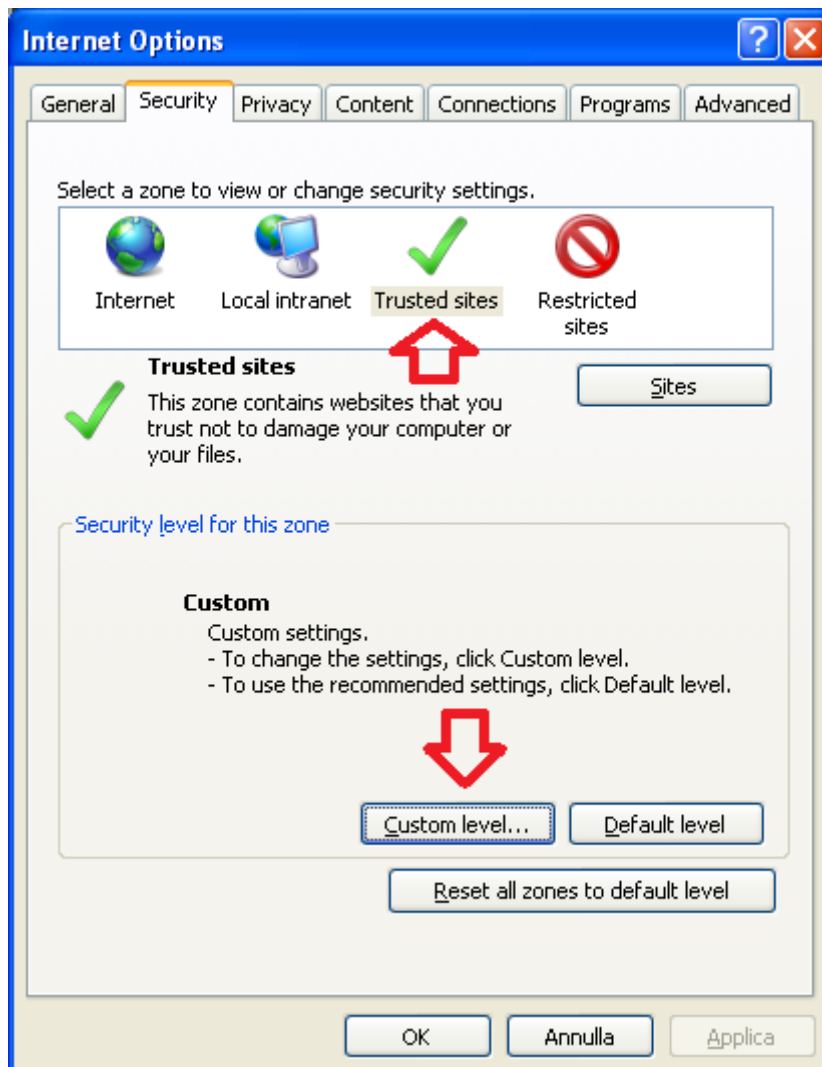 Internet Options
General Security Privacy Content Connections Programs Advanced
Select a zone to view or change security settings.
Internet Local intranet Trusted sites Restricted sites
Trusted sites
Sites
This zone contains websites that you
trust not to damage your computer or
your files.
Security level for this zone
Custom
Custom settings.
- To change the settings, click Custom level.
- To use the recommended settings, click Default level.
Custom level... Default level
Reset all zones to default level
OK Annulla Applica